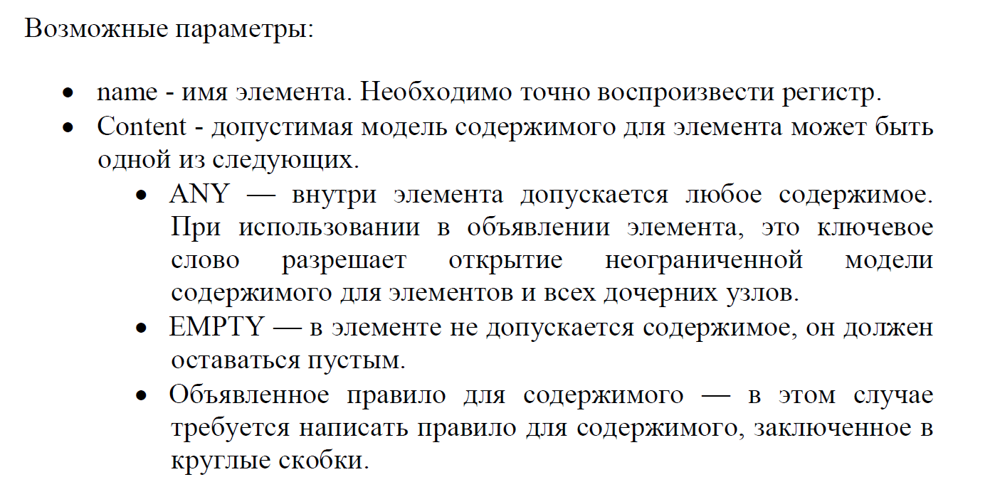 Возможные параметры:
• name - имя элемента. Необходимо точно воспроизвести регистр.
• Content - допустимая модель содержимого для элемента может быть
одной из следующих.
• ANY — внутри элемента допускается любое содержимое.
При использовании в объявлении элемента, это ключевое
слово разрешает открытие неограниченной модели
содержимого для элементов и всех дочерних узлов.
• EMPTY — в элементе не допускается содержимое, он должен
оставаться пустым.
• Объявленное правило для содержимого — в этом случае
требуется написать правило для содержимого, заключенное в
круглые скобки.